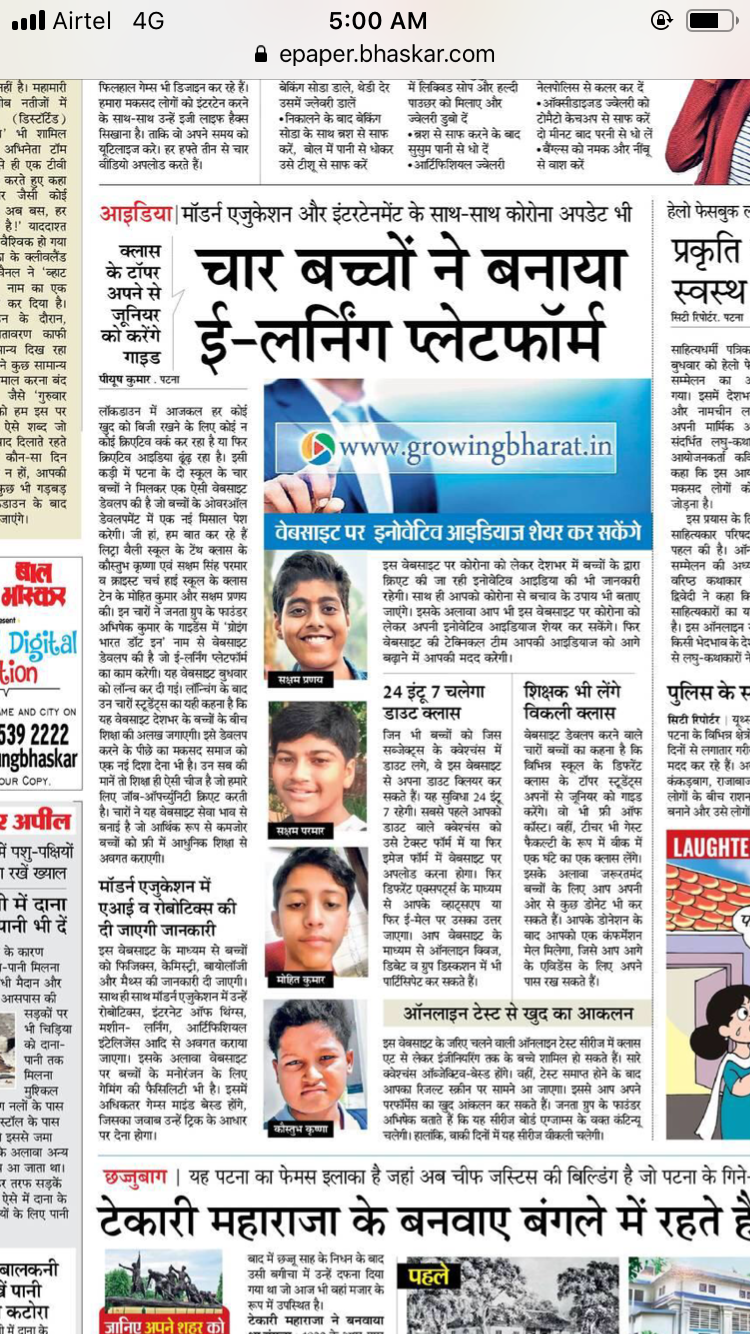 Airtel 4G
5:00 AM
epaper.bhaskar.com
नहीं है। महामारी
नतीजों में
(डिस्टॉर्टेड)
भी शामिल
अभिनेता टॉम
से ही एक टीवी
करते हुए कहा
जैसी कोई
अब बस, हर
है!' याददाश्त
वैश्विक हो गया
के क्लीवलैंड
चैनल ने 'व्हाट
नाम का एक
कर दिया है।
के दौरान,
वातावरण काफी
दिख रहा
ने कुछ सामान्य
करना बंद
जैसे 'गुरुवार
को हम इस पर
ऐसे शब्द जो
याद दिलाते रहते
कौन-सा दिन
न हों, आपकी
कुछ भी गड़बड़
के बाद
जाएंगे।
बाल
भास्कर
Digital
539 2222
OUR COPY.
अपील
में पशु-पक्षियों
रखें ख्याल
में दाना
पानी भी दें
के कारण
मिलना
भी मैदान और
आसपास की
सड़कों पर
भी चिड़िया
को दाना-
पानी तक
मिलना
मुश्किल
नलों के पास
के पास
इससे जमा
के अलावा अन्य
आ जाता था।
तरफ सड़कें
ऐसे में दाना के
के लिए पानी
बालकनी
पानी
कटोरा
फिलहाल गेम्स भी डिजाइन कर रहे हैं।
हमारा मकसद लोगों को इंटरटेन करने
के साथ-साथ उन्हें इजी लाइफ हैक्स
सिखाना है। ताकि वो अपने समय को
यूटिलाइज करे। हर हफ्ते तीन से चार
वीडियो अपलोड करते हैं।
बेकिंग सोडा डाले, थेडी देर
उसमें ज्वेलरी डालें
•निकालने के बाद बेकिंग
सोडा के साथ ब्रश से साफ
करें, बोल में पानी से धोकर
उसे टीशू से साफ करें
में लिक्विड सोप और हल्दी
पाउडर को मिलाए और
ज्वेलरी डुबो दें
•ब्रश से साफ करने के बाद
सुसुम पानी से धो दें
•आर्टिफिशियल ज्वेलरी
नेलपोलिस से कलर कर दें
•ऑक्सीडाइजड ज्वेलरी को
टोमैटो केचअप से साफ करें
दो मीनट बाद परनी से धो लें
•बैंग्ल्स को नमक और नींबू
से वाश करें
आइडिया|मॉडर्न एजुकेशन और इंटरटेनमेंट के साथ-साथ कोरोना अपडेट भी
क्लास
के टॉपर
अपने से
जूनियर
को करेंगे
गाइड
चार बच्चों ने बनाया
ई-लर्निंग प्लेटफॉर्म
पीयूष कुमार . पटना
लॉकडाउन में आजकल हर कोई
खुद को बिजी रखने के लिए कोई न
कोई क्रिएटिव वर्क कर रहा है या फिर
क्रिएटिव आइडिया ढूंढ़ रहा है। इसी
कड़ी में पटना के दो स्कूल के चार
बच्चों ने मिलकर एक ऐसी वेबसाइट
डेवलप की है जो बच्चों के ओवरऑल
डेवलपमेंट में एक नई मिसाल पेश
करेगी। जी हां, हम बात कर रहे हैं
लिट्रा वैली स्कूल के टेंथ क्लास के
कौस्तुभ कृष्णा एवं सक्षम सिंह परमार
व क्राइस्ट चर्च हाई स्कूल के क्लास
टेन के मोहित कुमार और सक्षम प्रणय
की। इन चारों ने जनता ग्रुप के फाउंडर
अभिषेक कुमार के गाइडेंस में 'ग्रोइंग
भारत डॉट इन' नाम से वेबसाइट
डेवलप की है जो ई-लर्निंग प्लेटफोर्म
का काम करेगी। यह वेबसाइट बुधवार
को लॉन्च कर दी गई। लॉन्चिंग के बाद
उन चारों स्टूडेंट्स का यही कहना है कि
यह वेबसाइट देशभर के बच्चों के बीच
शिक्षा की अलख जगाएगी। इसे डेवलप
करने के पीछे का मकसद समाज को
एक नई दिशा देना भी है। उन सब की
मानें तो शिक्षा ही ऐसी चीज है जो हमारे
लिए जॉब-ऑपर्च्युनिटी क्रिएट करती
है। चारों ने यह वेबसाइट सेवा भाव से
बनाई है जो आर्थिक रूप से कमजोर
बच्चों को फ्री में आधुनिक शिक्षा से
अवगत कराएगी।
मॉडर्न एजुकेशन में
एआई व रोबोटिक्स की
दी जाएगी जानकारी
इस वेबसाइट के माध्यम से बच्चों
को फिजिक्स, केमिस्ट्री, बायोलॉजी
और मैथ्स की जानकारी दी जाएगी।
साथ ही साथ मॉडर्न एजुकेशन में उन्हें
रोबोटिक्स, इंटरनेट ऑफ थिंग्स,
मशीन- लर्निंग, आर्टिफिशियल
इंटेलिजेंस आदि से अवगत कराया
जाएगा। इसके अलावा वेबसाइट
पर बच्चों के मनोरंजन के लिए
गेमिंग की फैसिलिटी भी है। इसमें
अधिकतर गेम्स माइंड बेस्ड होंगे,
जिसका जवाब उन्हें ट्रिक के आधार
पर देना होगा।
www.growingbharat.in
वेबसाइट पर इनोवेटिव आइडियाज शेयर कर सकेंगे
सक्षम प्रणय
सक्षम परमार
मोहित कुमार
कौस्तुभ कृष्णा
इस वेबसाइट पर कोरोना को लेकर देशभर में बच्चों के द्वारा
क्रिएट की जा रही इनोवेटिव आइडिया की भी जानकारी
रहेगी। साथ ही आपको कोरोना से बचाव के उपाय भी बताए
जाएंगे। इसके अलावा आप भी इस वेबसाइट पर कोरोना को
लेकर अपनी इनोवेटिव आइडियाज शेयर कर सकेंगे। फिर
वेबसाइट की टेक्निकल टीम आपकी आइडियाज को आगे
बढ़ाने में आपकी मदद करेगी।
24 इंटू 7 चलेगा
डाउट क्लास
जिन भी बच्चों को जिस
सब्जेक्ट्स के क्वेश्चंस में
डाउट लगे, वे इस वेबसाइट
से अपना डाउट क्लियर कर
सकते हैं। यह सुविधा 24 इंटू
7 रहेगी। सबसे पहले आपको
डाउट वाले क्वेश्चंस को
उसे टेक्स्ट फॉर्म में या फिर
इमेज फॉर्म में वेबसाइट पर
अपलोड करना होगा। फिर
डिफरेंट एक्सपर्ट्स के माध्यम
से आपके व्हाट्सएप या
फिर ई-मेल पर उसका उत्तर
जाएगा। आप वेबसाइट के
माध्यम से ऑनलाइन क्विज,
डिबेट व ग्रुप डिस्कशन में भी
पार्टिसिपेट कर सकते हैं।
शिक्षक भी लेंगे
विकली क्लास
वेबसाइट डेवलप करने वाले
चारों बच्चों का कहना है कि
विभिन्न स्कूल के डिफरेंट
क्लास के टॉपर स्टूडेंट्स
अपनों से जूनियर को गाइड
करेंगे। वो भी फ्री ऑफ
कॉस्ट। वहीं, टीचर भी गेस्ट
फैकल्टी के रूप में वीक में
एक घंटे का एक क्लास लेंगे।
इसके अलावा जरूरतमंद
बच्चों के लिए आप अपनी
ओर से कुछ डोनेट भी कर
सकते हैं। आपके डोनेशन के
बाद आपको एक कंफर्मेशन
मेल मिलेगा, जिसे आप आगे
के एविडेंस के लिए अपने
पास रख सकते हैं।
ऑनलाइन टेस्ट से खुद का आकलन
इस वेबसाइट के जरिए चलने वाली ऑनलाइन टेस्ट सीरीज में क्लास
एट से लेकर इंजीनियरिंग तक के बच्चे शामिल हो सकते हैं। सारे
क्वेश्चंस ऑब्जेक्टिव-बेस्ड होंगे। वहीं, टेस्ट समाप्त होने के बाद
आपका रिजल्ट स्क्रीन पर सामने आ जाएगा। इससे आप अपने
परफॉर्मेंस का खुद आंकलन कर सकते हैं। जनता ग्रुप के फाउंडर
अभिषेक बताते हैं कि यह सीरीज बोर्ड एग्जाम्स के वक्त कंटिन्यू
चलेगी। हालांकि, बाकी दिनों में यह सीरीज वीकली चलेगी।
हेलो फेसबुक
प्रकृति
स्वस्थ
सिटी रिपोर्टर. पटना
बुधवार को हेलो
सम्मेलन का
गया। इसमें
और नामचीन
अपनी मार्मिक
संदर्भित लघु-कथा
कहा कि इस
मकसद लोगों को
जोड़ना है।
इस प्रयास के
साहित्यकार
पहल की है।
सम्मेलन की
वरिष्ठ कथाकार
द्विवेदी ने कहा
साहित्यकारों का
है। इस ऑनलाइन
किसी भेदभाव के
से लघु-कथाकारों ने
पुलिस के
सिटी रिपोर्टर |
पटना के विभिन्न
दिनों से लगातार
मदद कर रहे हैं।
कंकड़बाग,
लोगों के बीच
बनाने और उसे
LAUGHTE
छज्जुबाग | यह पटना का फेमस इलाका है जहां अब चीफ जस्टिस की बिल्डिंग है जो पटना के गिने-
टेकारी महाराजा के बनवाए बंगले में रहते
जानिए अपने शहर को
बाद में छज्जू साह के निधन के बाद
उसी बगीचा में उन्हें दफना दिया
गया था जो आज भी वहां मजार के
रूप में उपस्थित है।
टेकारी महाराजा ने बनवाया
पहले